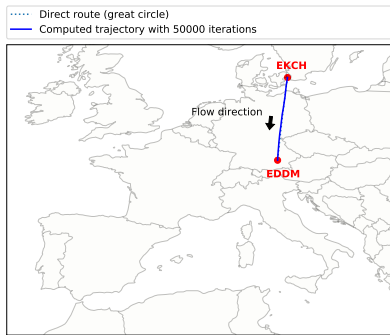 Direct route (great circle)
Computed trajectory with 50000 iterations
EKCH
Flow direction
EDDM